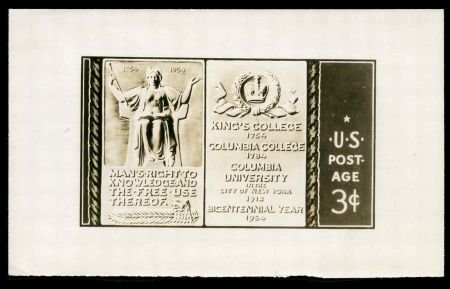 1754 1954
MAN'S·RIGHT·TO
KNOWLEDGE·AND
THE·FREE·USE
THEREOF.
KING'S COLLEGE
1754
COLUMBIA COLLEGE
1784
COLUMBIA
UNIVERSITY
IN THE
CITY OF NEW YORK
1912
BICENTENNIAL YEAR
1954
·U·S·
POST-
AGE
3¢